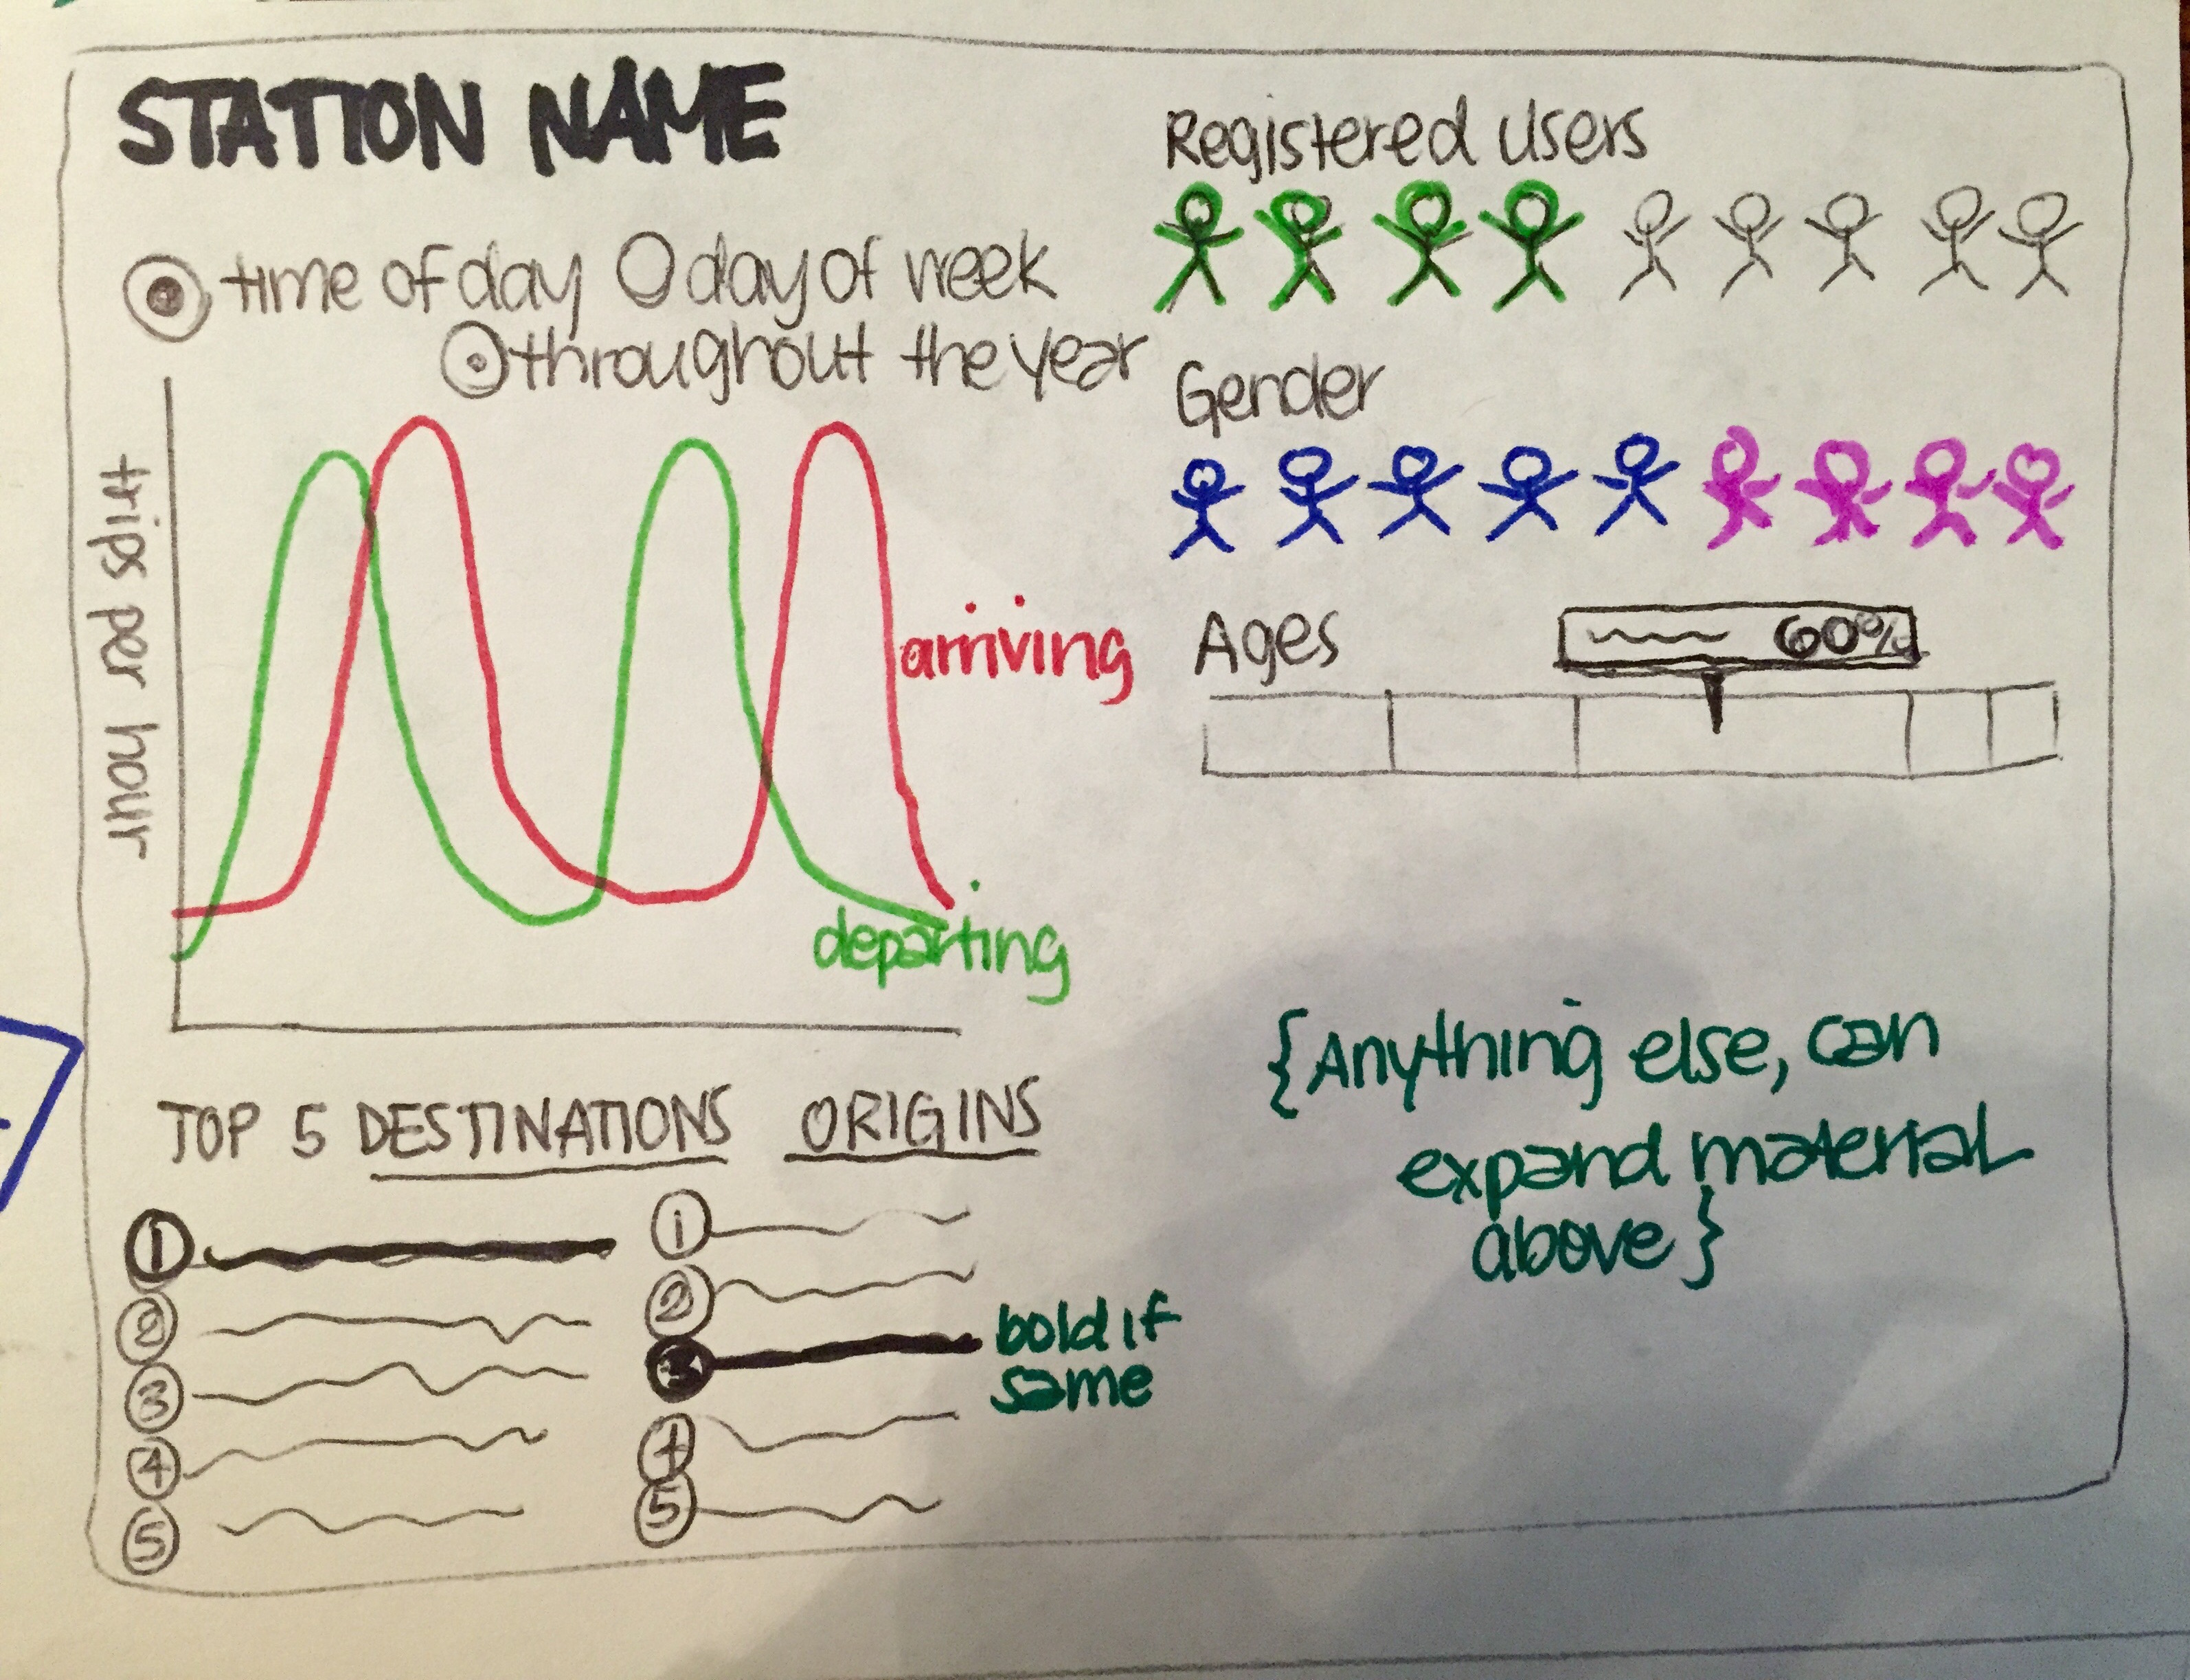 STATION NAME
time of day day of week
throughout the year
trips per hour
arriving
departing
TOP 5 DESTINATIONS ORIGINS
1
2
3
4
5
1
2
3
4
5
bold if
same
Registered users
Gender
Ages
60%
{Anything else, can
expand material
above}